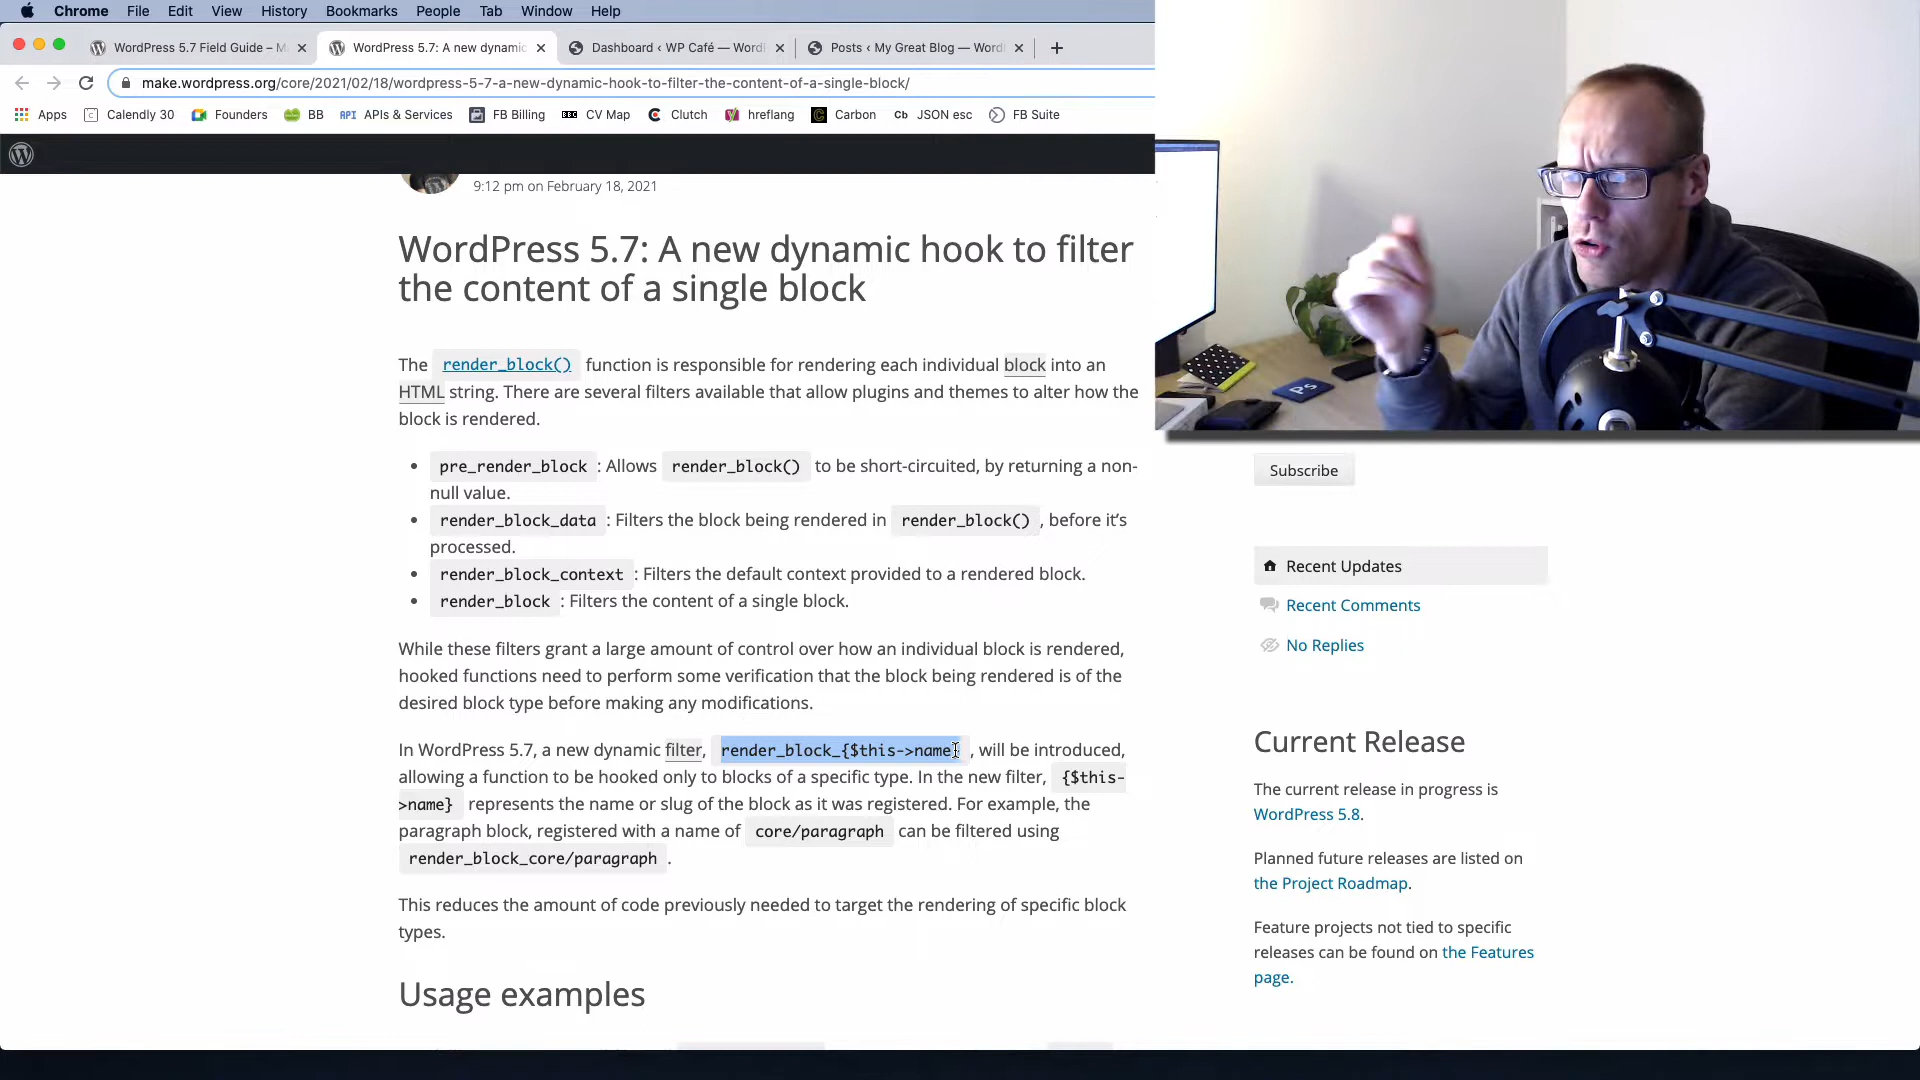 Chrome File Edit View History Bookmarks People Tab Window Help
WordPress 5.7 Field Guide – M
WordPress 5.7: A new dynamic
Dashboard ‹ WP Café — Word
Posts ‹ My Great Blog — Word
make.wordpress.org/core/2021/02/18/wordpress-5-7-a-new-dynamic-hook-to-filter-the-content-of-a-single-block/
Apps Calendly 30 Founders BB API APIs & Services FB Billing BBC CV Map Clutch hreflang Carbon Cb JSON esc FB Suite
9:12 pm on February 18, 2021
WordPress 5.7: A new dynamic hook to filter
the content of a single block
The render_block() function is responsible for rendering each individual block into an
HTML string. There are several filters available that allow plugins and themes to alter how the
block is rendered.
pre_render_block : Allows render_block() to be short-circuited, by returning a non-
null value.
render_block_data : Filters the block being rendered in render_block() , before it’s
processed.
render_block_context : Filters the default context provided to a rendered block.
render_block : Filters the content of a single block.
While these filters grant a large amount of control over how an individual block is rendered,
hooked functions need to perform some verification that the block being rendered is of the
desired block type before making any modifications.
In WordPress 5.7, a new dynamic filter, render_block_{$this->name} , will be introduced,
allowing a function to be hooked only to blocks of a specific type. In the new filter, {$this-
>name} represents the name or slug of the block as it was registered. For example, the
paragraph block, registered with a name of core/paragraph can be filtered using
render_block_core/paragraph .
This reduces the amount of code previously needed to target the rendering of specific block
types.
Usage examples
Ps
Subscribe
Recent Updates
Recent Comments
No Replies
Current Release
The current release in progress is
WordPress 5.8.
Planned future releases are listed on
the Project Roadmap.
Feature projects not tied to specific
releases can be found on the Features
page.